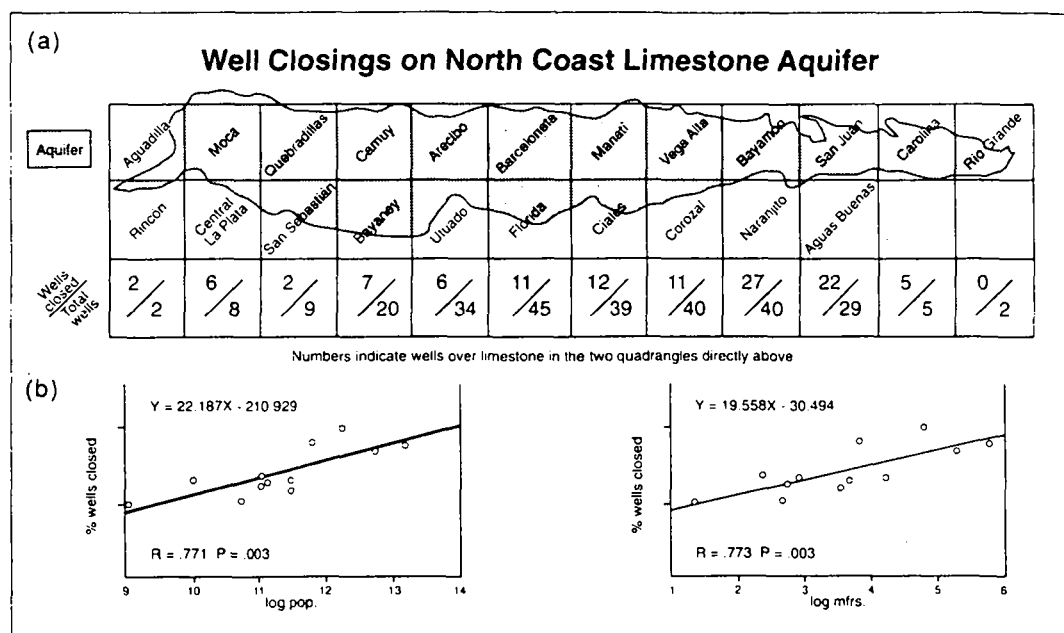 (a)
Well Closings on North Coast Limestone Aquifer
Aquifer
Aguadilla Moca Quebradillas Camuy Arecibo Barceloneta Manati Vega Alta Bayamon San Juan Carolina Rio Grande
Rincon Central La Plata San Sebastian Bayaney Utuado Florida Ciales Corozal Naranjito Aguas Buenas
Wells closed / Total wells
2/2 6/8 2/9 7/20 6/34 11/45 12/39 11/40 27/40 22/29 5/5 0/2
Numbers indicate wells over limestone in the two quadrangles directly above
(b)
Y = 22.187X - 210.929
% wells closed
R = .771 P = .003
9 10 11 12 13 14
log pop.
Y = 19.558X - 30.494
% wells closed
R = .773 P = .003
1 2 3 4 5 6
log mfrs.